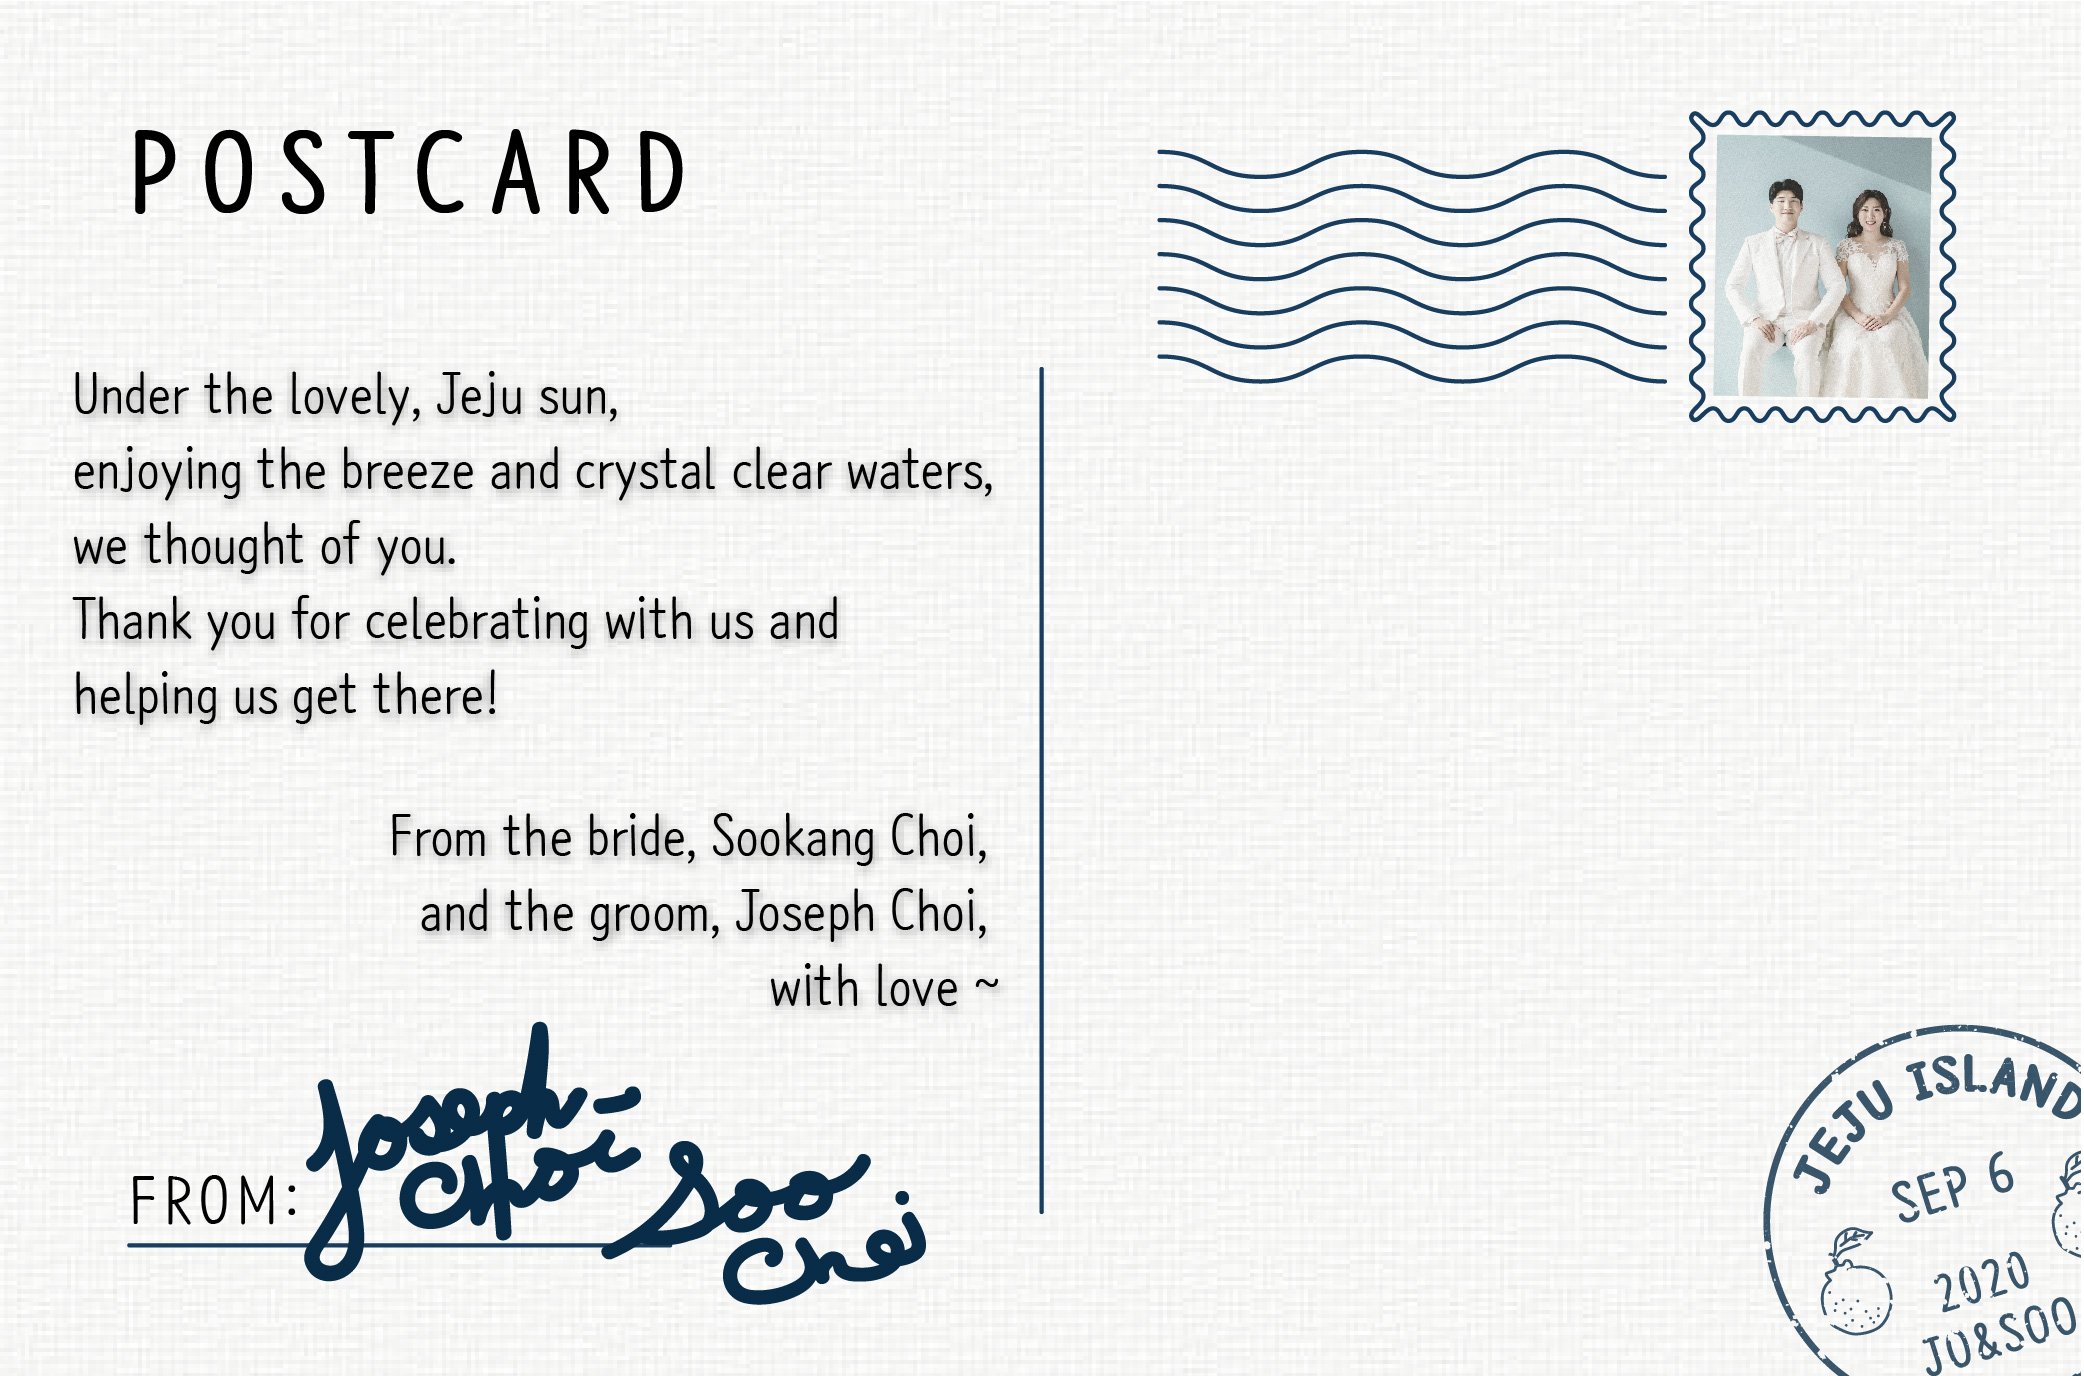 POSTCARD
Under the lovely, Jeju sun,
enjoying the breeze and crystal clear waters,
we thought of you.
Thank you for celebrating with us and
helping us get there!
From the bride, Sookang Choi,
and the groom, Joseph Choi,
with love ~
FROM: Joseph Choi Soo Choi
JEJU ISLAND
SEP 6
2020
JO&SOO